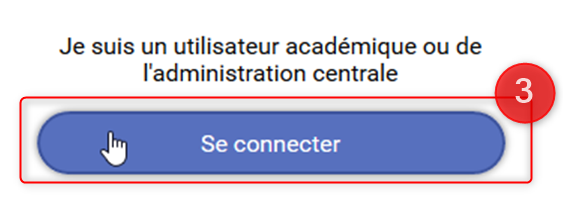 Je suis un utilisateur académique ou de
l'administration centrale
3
Se connecter